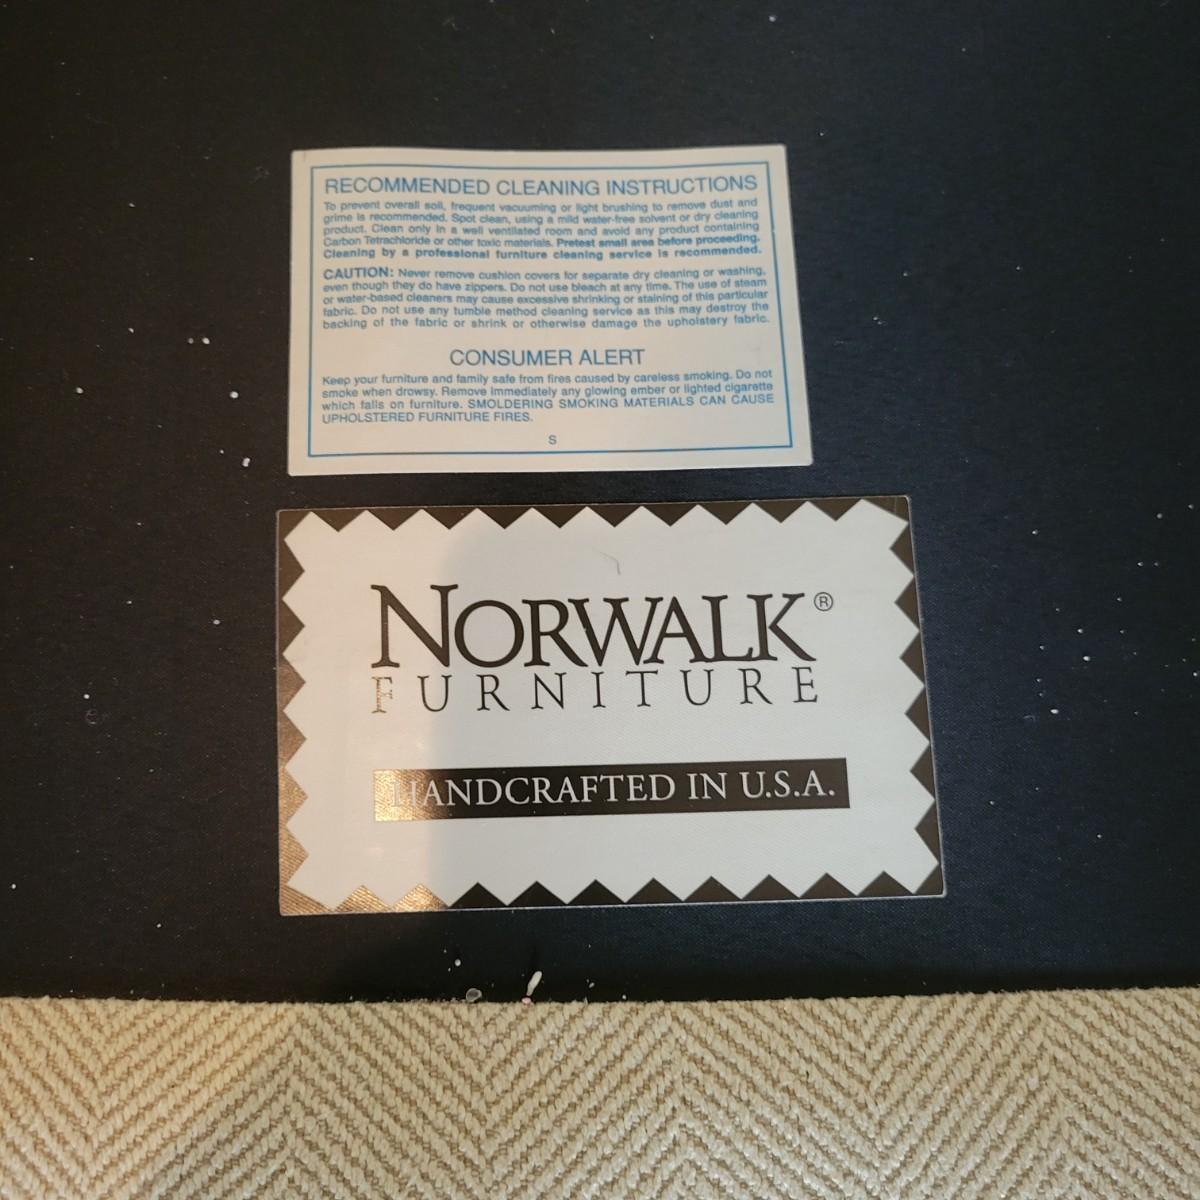 RECOMMENDED CLEANING INSTRUCTIONS
To prevent overall soil, frequent vacuuming or light brushing to remove dust and
grime is recommended. Spot clean, using a mild water-free solvent or dry cleaning
product. Clean only in a well ventilated room and avoid any product containing
Carbon Tetrachloride or other toxic materials. Pretest small area before proceeding.
Cleaning by a professional furniture cleaning service is recommended.
CAUTION: Never remove cushion covers for separate dry cleaning or washing,
even though they do have zippers. Do not use bleach at any time. The use of steam
or water-based cleaners may cause excessive shrinking or staining of this particular
fabric. Do not use any tumble method cleaning service as this may destroy the
backing of the fabric or shrink or otherwise damage the upholstery fabric.
CONSUMER ALERT
Keep your furniture and family safe from fires caused by careless smoking. Do not
smoke when drowsy. Remove immediately any glowing ember or lighted cigarette
which falls on furniture. SMOLDERING SMOKING MATERIALS CAN CAUSE
UPHOLSTERED FURNITURE FIRES.
S
NORWALK®
FURNITURE
HANDCRAFTED IN U.S.A.